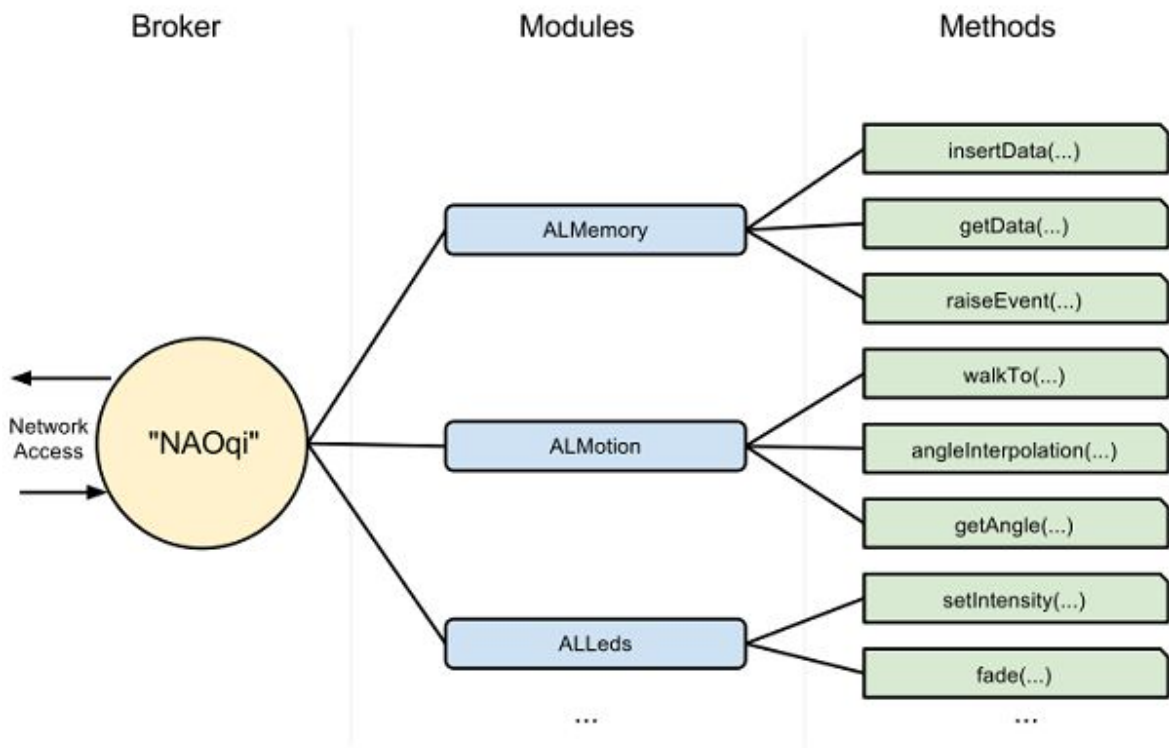 Broker
Modules
Methods
insertData(...)
ALMemory
getData(...)
raiseEvent(...)
walkTo(...)
Network
Access
"NAOqi"
ALMotion
angleInterpolation(...)
getAngle(...)
setIntensity(...)
ALLeds
fade(...)
...
...